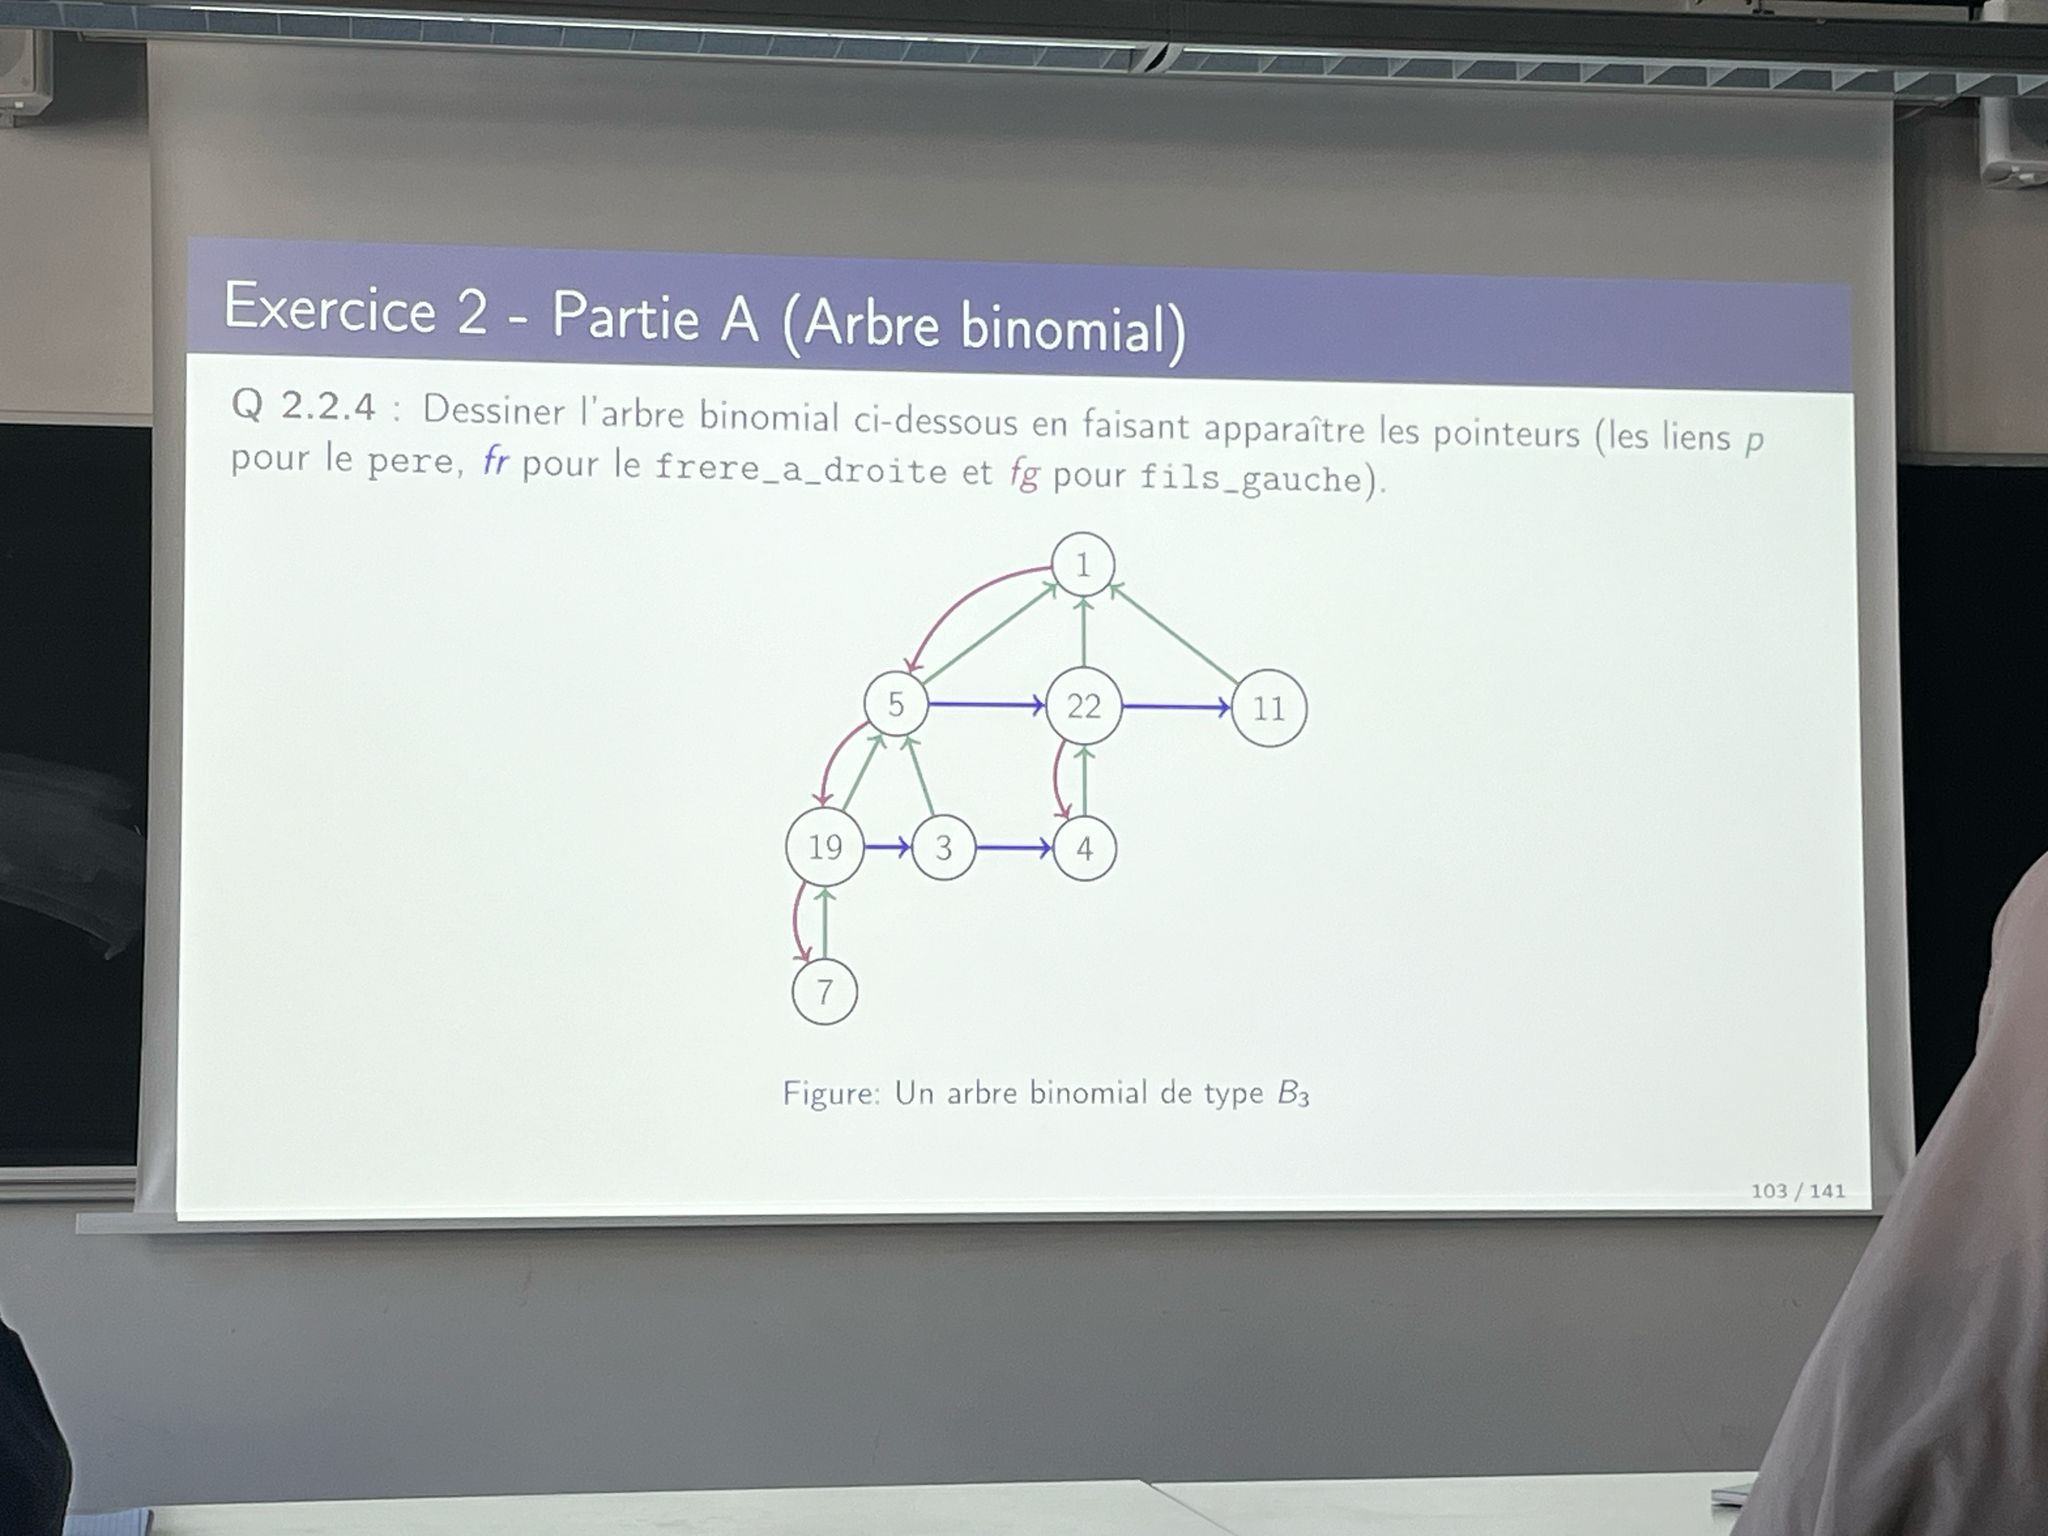 Exercice 2 - Partie A (Arbre binomial)
Q 2.2.4 : Dessiner l'arbre binomial ci-dessous en faisant apparaître les pointeurs (les liens p
pour le pere, fr pour le frere_a_droite et fg pour fils_gauche).
1
5 22 11
19 3 4
7
Figure: Un arbre binomial de type B₃
103 / 141